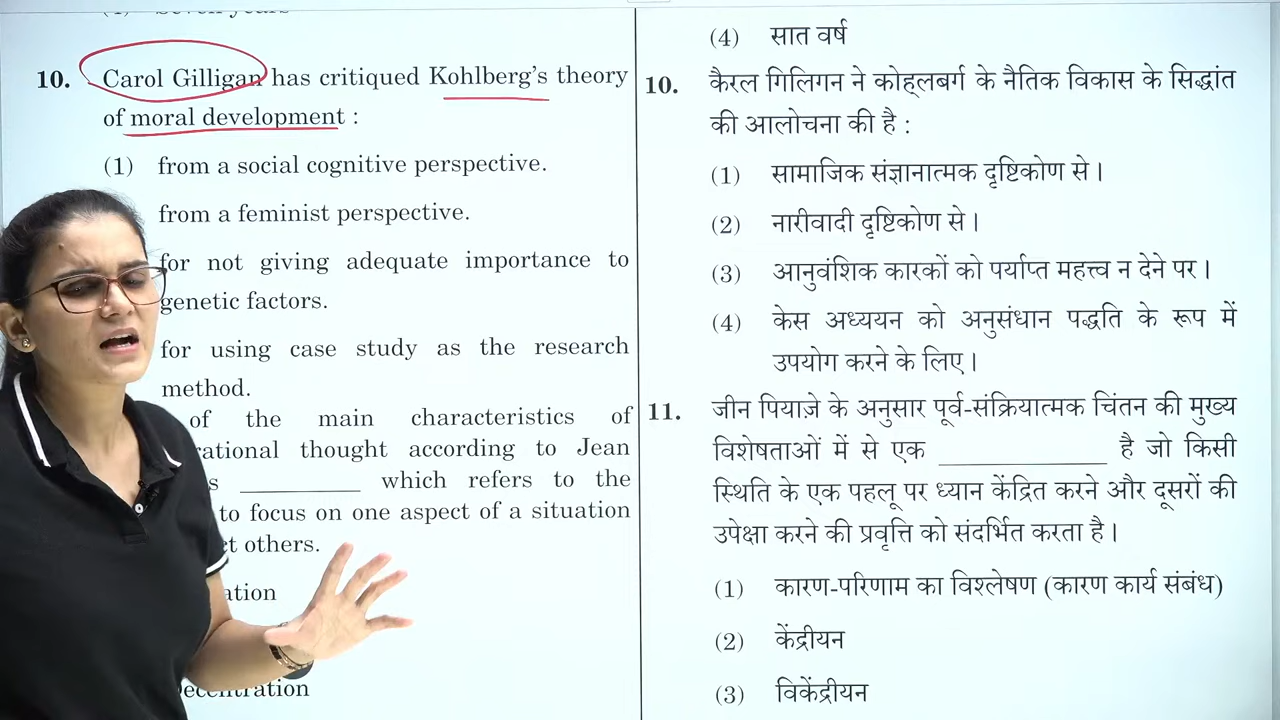 10. Carol Gilligan has critiqued Kohlberg's theory
of moral development :
(1) from a social cognitive perspective.
from a feminist perspective.
for not giving adequate importance to
genetic factors.
for using case study as the research
method.
of the main characteristics of
rational thought according to Jean
s ____________ which refers to the
to focus on one aspect of a situation
ct others.
ation
(4) सात वर्ष
10. कैरल गिलिगन ने कोह्लबर्ग के नैतिक विकास के सिद्धांत
की आलोचना की है :
(1) सामाजिक संज्ञानात्मक दृष्टिकोण से।
(2) नारीवादी दृष्टिकोण से।
(3) आनुवंशिक कारकों को पर्याप्त महत्त्व न देने पर।
(4) केस अध्ययन को अनुसंधान पद्धति के रूप में
उपयोग करने के लिए।
11. जीन पियाज़े के अनुसार पूर्व-संक्रियात्मक चिंतन की मुख्य
विशेषताओं में से एक ____________ है जो किसी
स्थिति के एक पहलू पर ध्यान केंद्रित करने और दूसरों की
उपेक्षा करने की प्रवृत्ति को संदर्भित करता है।
(1) कारण-परिणाम का विश्लेषण (कारण कार्य संबंध)
(2) केंद्रीयन
(3) विकेंद्रीयन